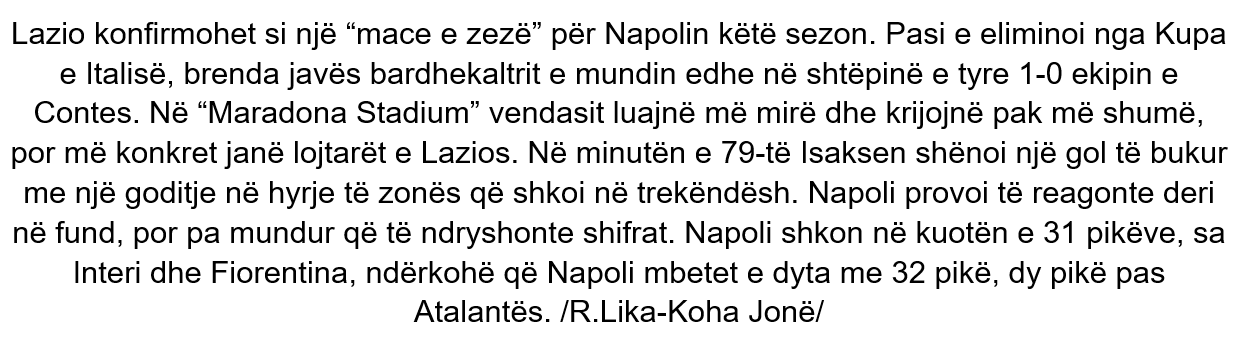 Lazio konfirmohet si një “mace e zezë” për Napolin këtë sezon. Pasi e eliminoi nga Kupa
e Italisë, brenda javës bardhekaltrit e mundin edhe në shtëpinë e tyre 1-0 ekipin e
Contes. Në “Maradona Stadium” vendasit luajnë më mirë dhe krijojnë pak më shumë,
por më konkret janë lojtarët e Lazios. Në minutën e 79-të Isaksen shënoi një gol të bukur
me një goditje në hyrje të zonës që shkoi në trekëndësh. Napoli provoi të reagonte deri
në fund, por pa mundur që të ndryshonte shifrat. Napoli shkon në kuotën e 31 pikëve, sa
Interi dhe Fiorentina, ndërkohë që Napoli mbetet e dyta me 32 pikë, dy pikë pas
Atalantës. /R.Lika-Koha Jonë/